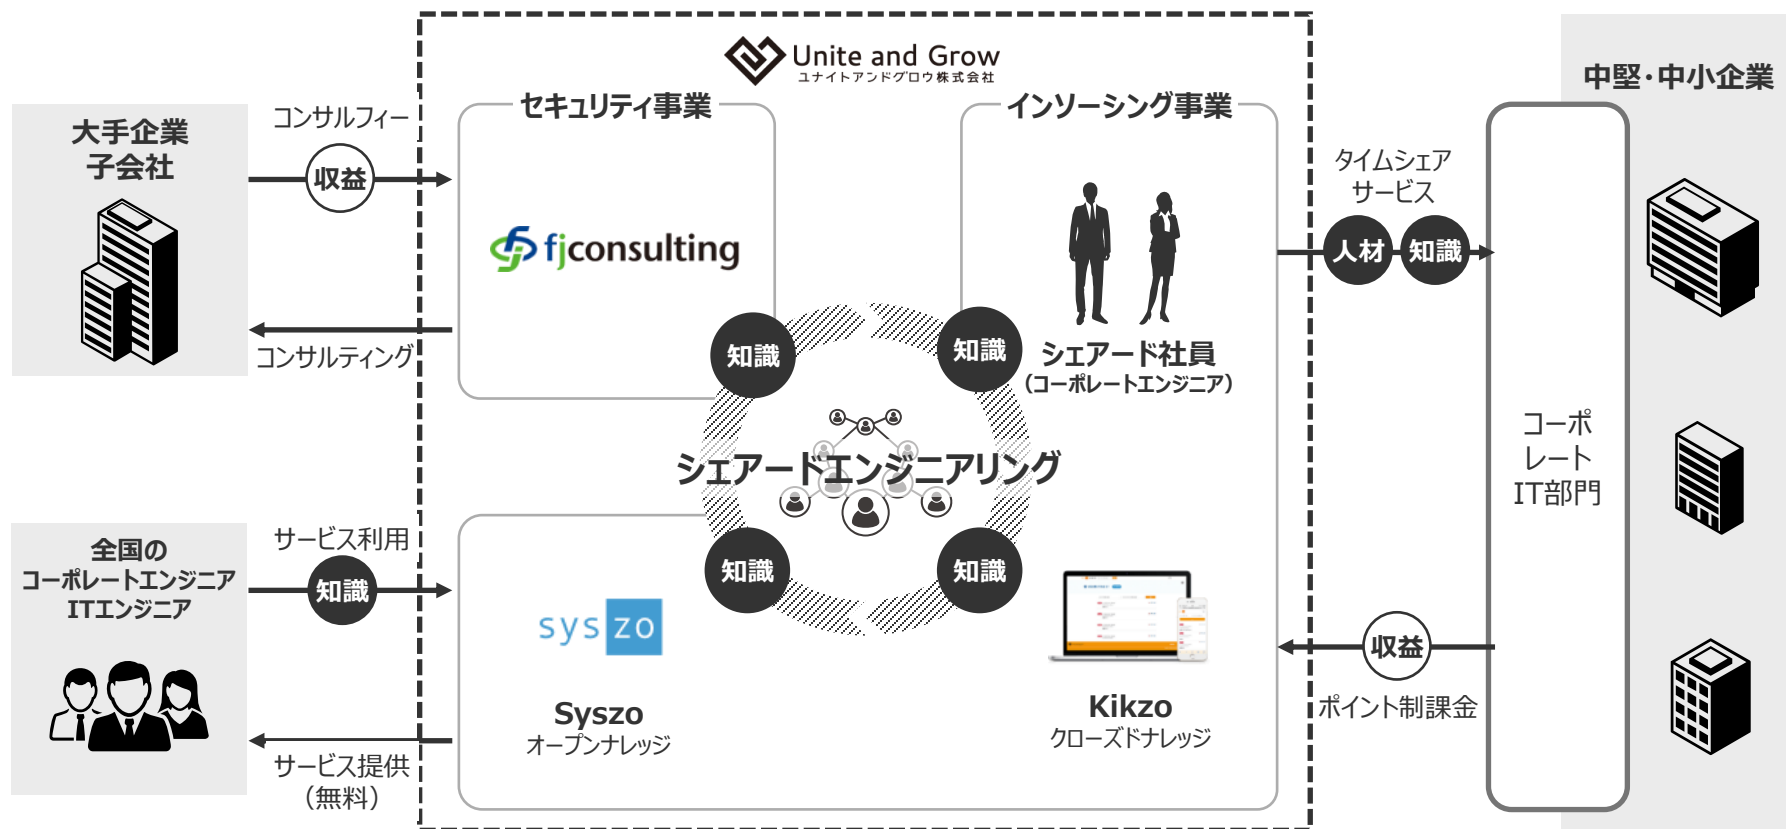 Unite and Grow
ユナイトアンドグロウ株式会社
中堅・中小企業
大手企業
子会社
コンサルフィー
収益
コンサルティング
セキュリティ事業
fjconsulting
インソーシング事業
シェアード社員
（コーポレートエンジニア）
タイムシェア
サービス
人材
知識
知識
知識
シェアードエンジニアリング
知識
知識
コーポ
レート
IT部門
全国の
コーポレートエンジニア
ITエンジニア
サービス利用
知識
サービス提供
（無料）
sys zo
Syszo
オープンナレッジ
Kikzo
クローズドナレッジ
収益
ポイント制課金